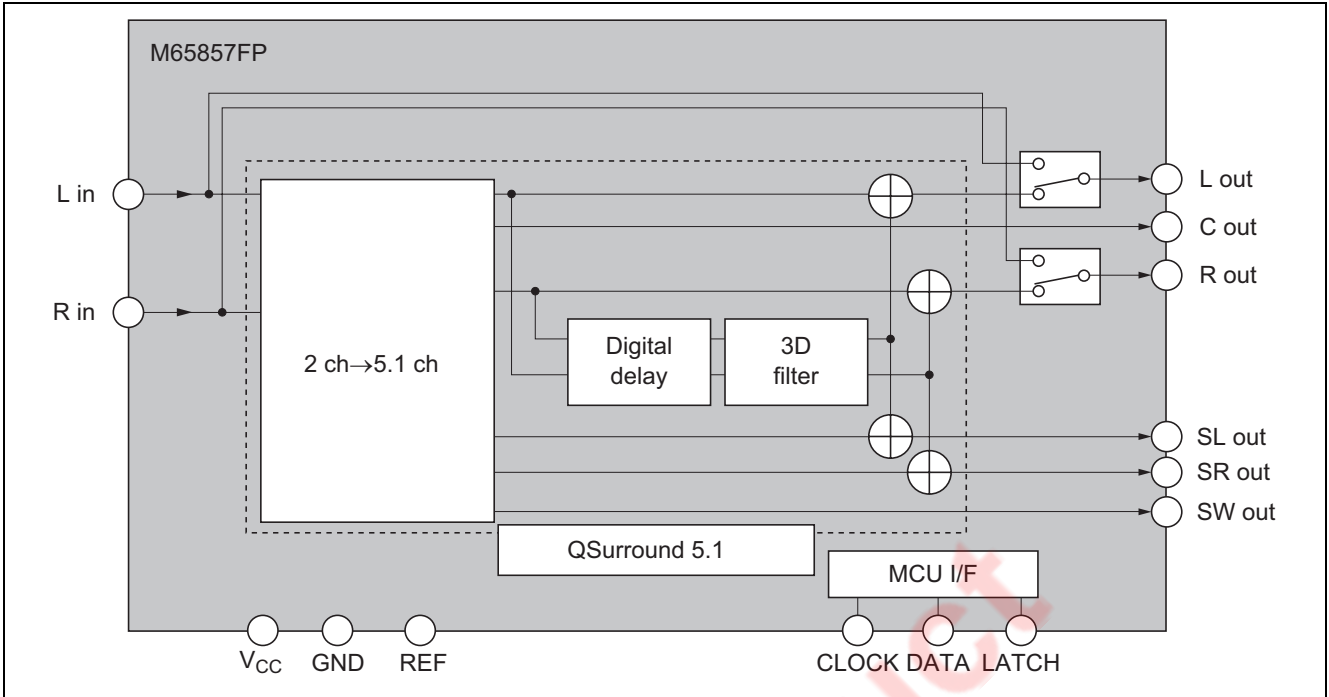 M65857FP
L in
R in
2 ch→5.1 ch
Digital
delay
3D
filter
L out
C out
R out
SL out
SR out
SW out
QSurround 5.1
MCU I/F
VCC GND REF
CLOCK DATA LATCH